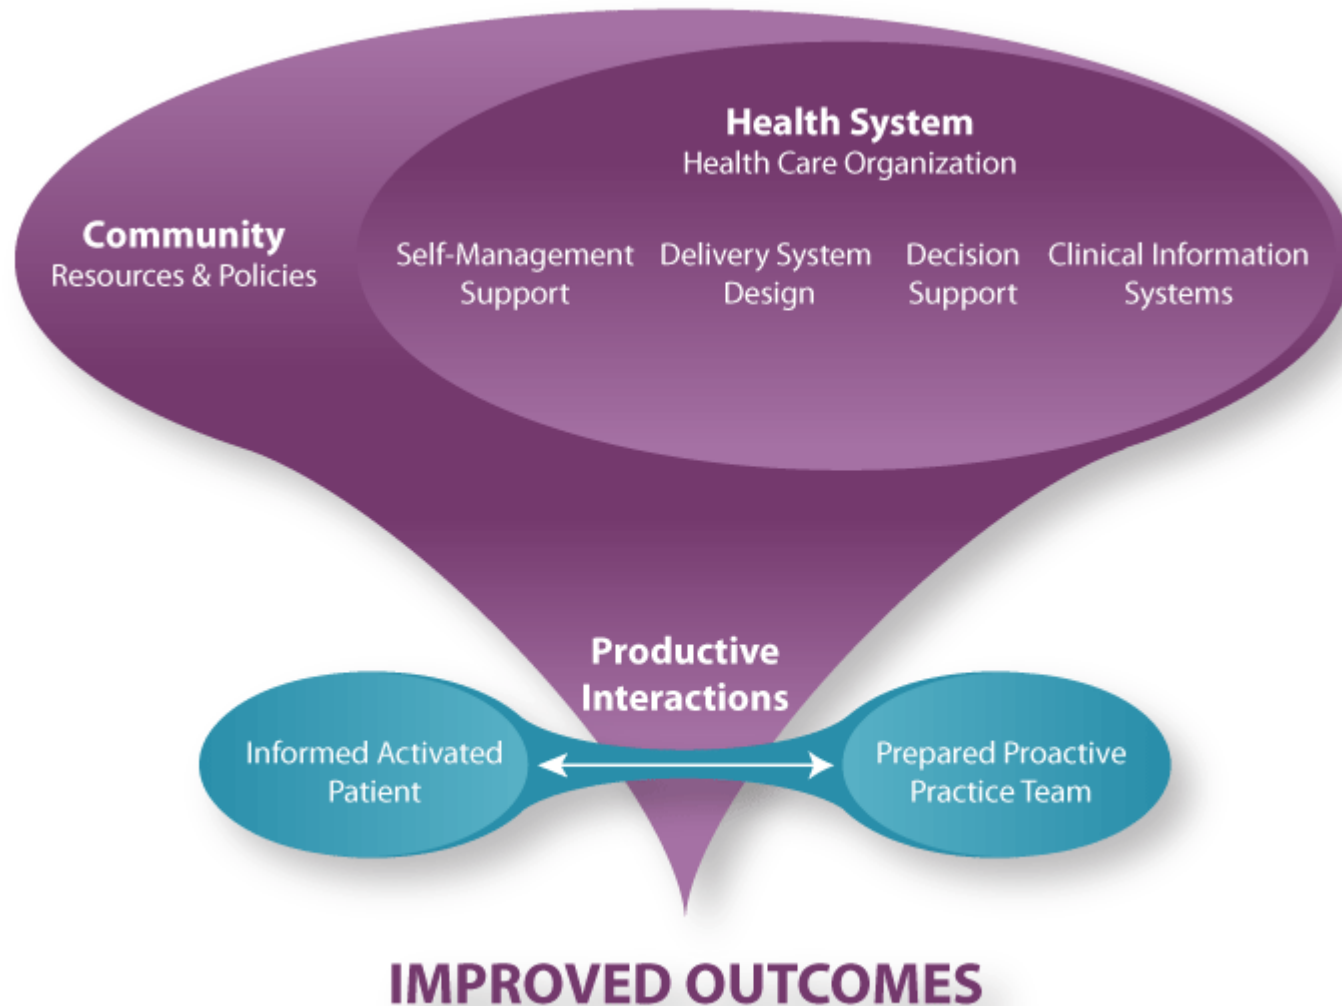 Health System
Health Care Organization
Community
Resources & Policies
Self-Management
Support
Delivery System
Design
Decision
Support
Clinical Information
Systems
Productive
Interactions
Informed Activated
Patient
Prepared Proactive
Practice Team
IMPROVED OUTCOMES